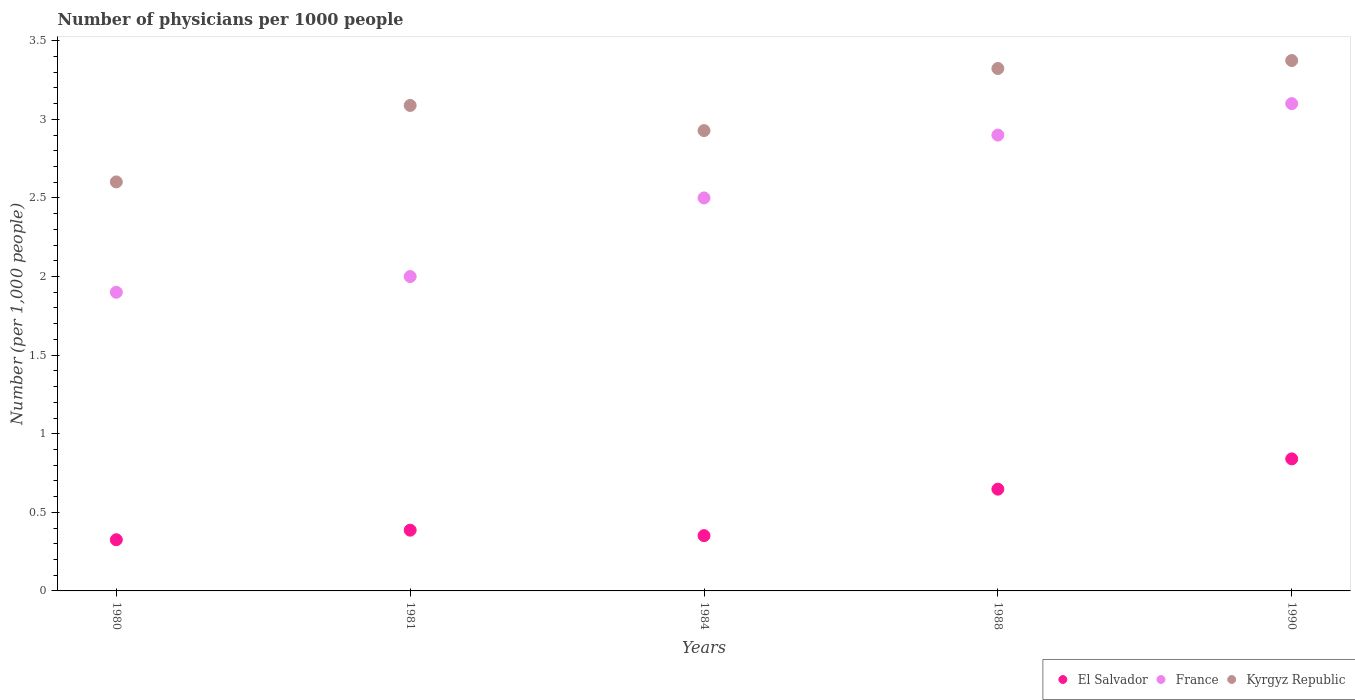 Number of physicians per 1000 people
Number (per 1,000 people)
3.5
3
2.5
2
1.5
1
0.5
0
1980
1981
1984
1988
1990
Years
El Salvador
France
Kyrgyz Republic